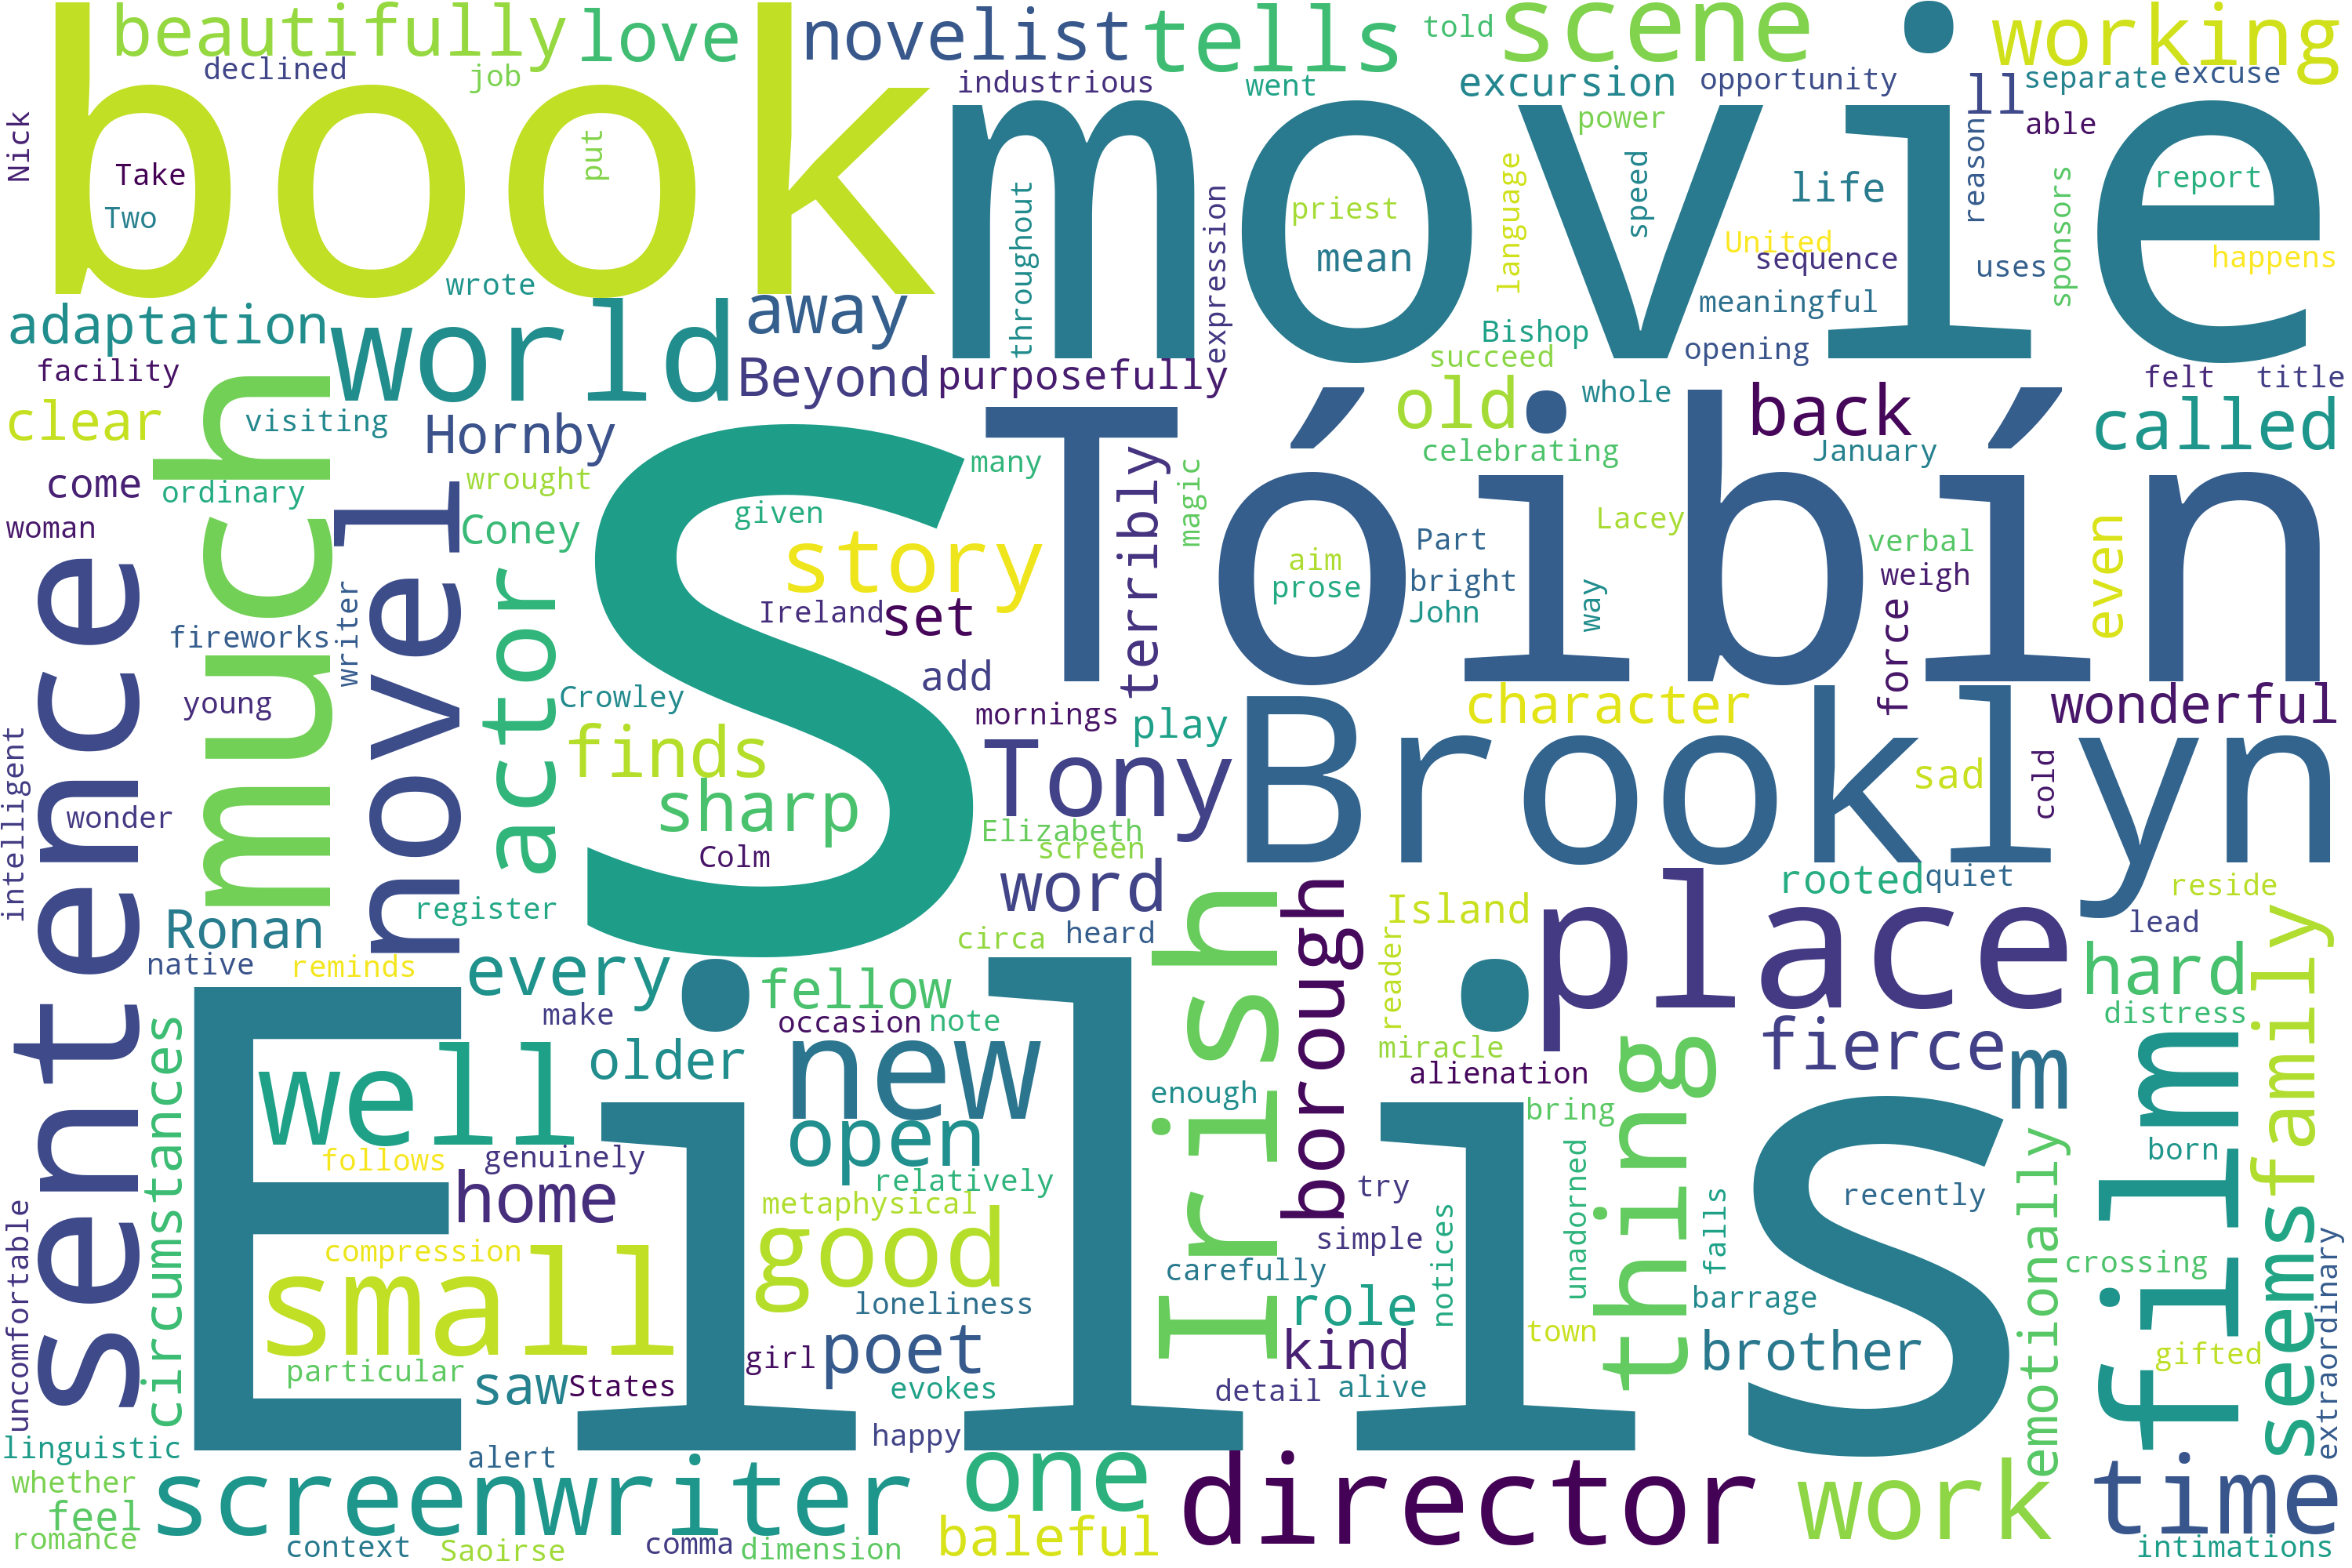 beautifully
love
novelist
tells
told
scene
working
declined
job
industrious
went
excursion
opportunity
ll
separate
excuse
book
movie
Nick
Take
Two
put
power
able
reason
report
throughout
expression
priest
mean
language
speed
life
United
sequence
meaningful
uses
sponsors
happens
wrote
adaptation
world
away
Bishop
opening
facility
Beyond
purposefully
succeed
whole
felt
title
clear
visiting
Hornby
old
back
called
much
come
ordinary
wrought
many
celebrating
January
woman
Coney
given
terribly
magic
Tóibín
Lacey
Part
verbal
even
sentence
novel
actor
S
story
aim
prose
bright
John
way
weigh
force
fireworks
writer
Ireland
set
young
Crowley
add
mornings
play
character
wonderful
intelligent
finds
Tony
Brooklyn
sad
cold
wonder
sharp
Colm
Elizabeth
screen
Ronan
register
word
rooted
quiet
reside
native
reminds
circa
heard
Island
place
lead
every
fellow
Irish
borough
reader
hard
family
make
occasion
note
miracle
fierce
distress
circumstances
well
older
new
enough
alienation
thing
m
film
follows
genuinely
open
bring
born
home
relatively
metaphysical
try
unadorned
falls
recently
emotionally
seems
Eilis
compression
good
carefully
simple
notices
crossing
uncomfortable
small
loneliness
role
town
barrage
extraordinary
particular
saw
States
girl
poet
evokes
kind
detail
alive
brother
gifted
linguistic
alert
happy
whether
feel
screenwriter
one
director
work
time
romance
context
Saoirse
comma
dimension
baleful
intimations